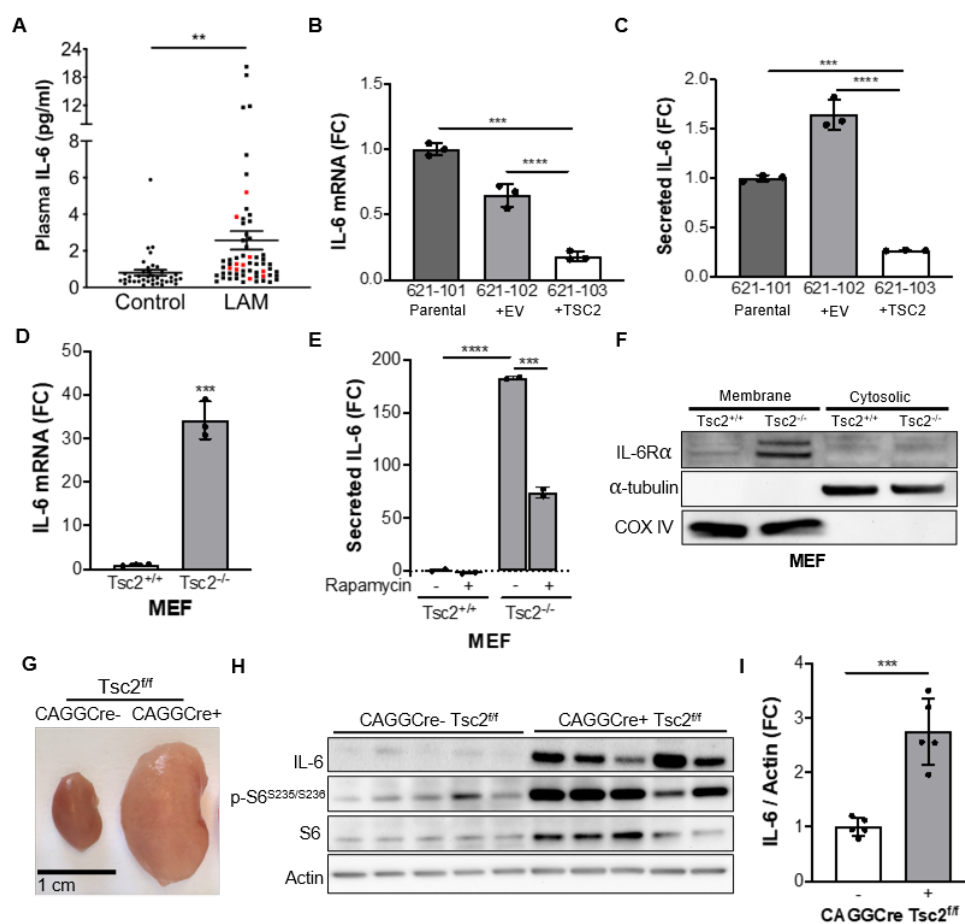 A
**
24
18
12
8
6
4
2
0
Plasma IL-6 (pg/ml)
Control LAM
B
***
****
1.5
1.0
0.5
0.0
IL-6 mRNA (FC)
621-101 621-102 621-103
Parental +EV +TSC2
C
***
****
2.0
1.5
1.0
0.5
0.0
Secreted IL-6 (FC)
621-101 621-102 621-103
Parental +EV +TSC2
D
50
40
30
20
10
0
IL-6 mRNA (FC)
***
Tsc2+/+ Tsc2-/-
MEF
E
**** ***
200
150
100
50
0
Secreted IL-6 (FC)
Rapamycin - + - +
Tsc2+/+ Tsc2-/-
MEF
F
Membrane Cytosolic
Tsc2+/+ Tsc2-/- Tsc2+/+ Tsc2-/-
IL-6Rα
α-tubulin
COX IV
MEF
G
Tsc2f/f
CAGGCre- CAGGCre+
1 cm
H
CAGGCre- Tsc2f/f CAGGCre+ Tsc2f/f
IL-6
p-S6S235/S236
S6
Actin
I
***
4
3
2
1
0
IL-6 / Actin (FC)
- +
CAGGCre Tsc2f/f